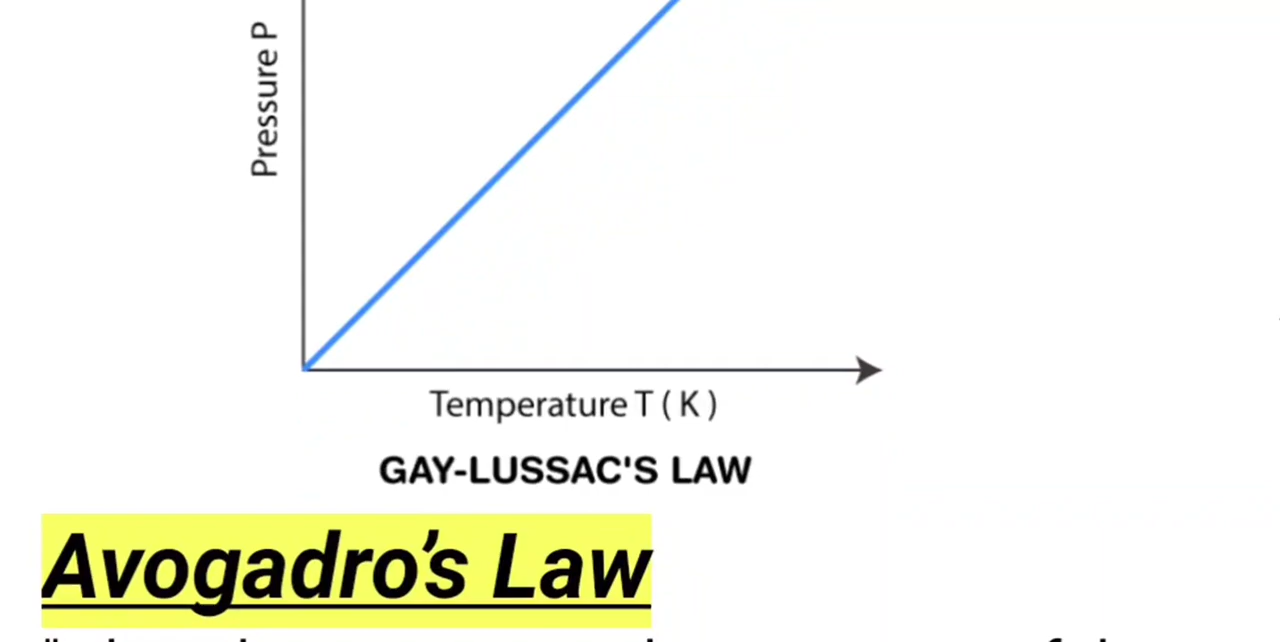 Pressure P
Temperature T ( K )
GAY-LUSSAC'S LAW
Avogadro’s Law